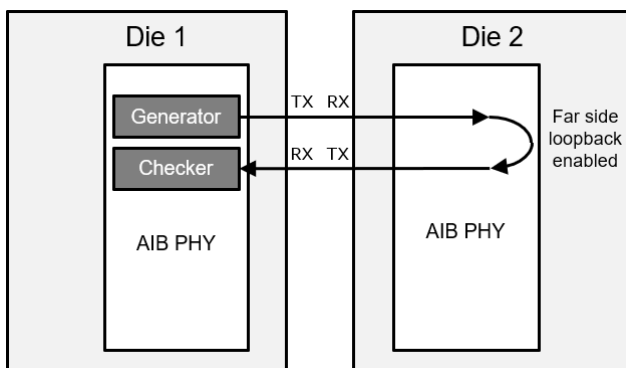 Die 1
Die 2
Generator
TX RX
Checker
RX TX
Far side
loopback
enabled
AIB PHY
AIB PHY